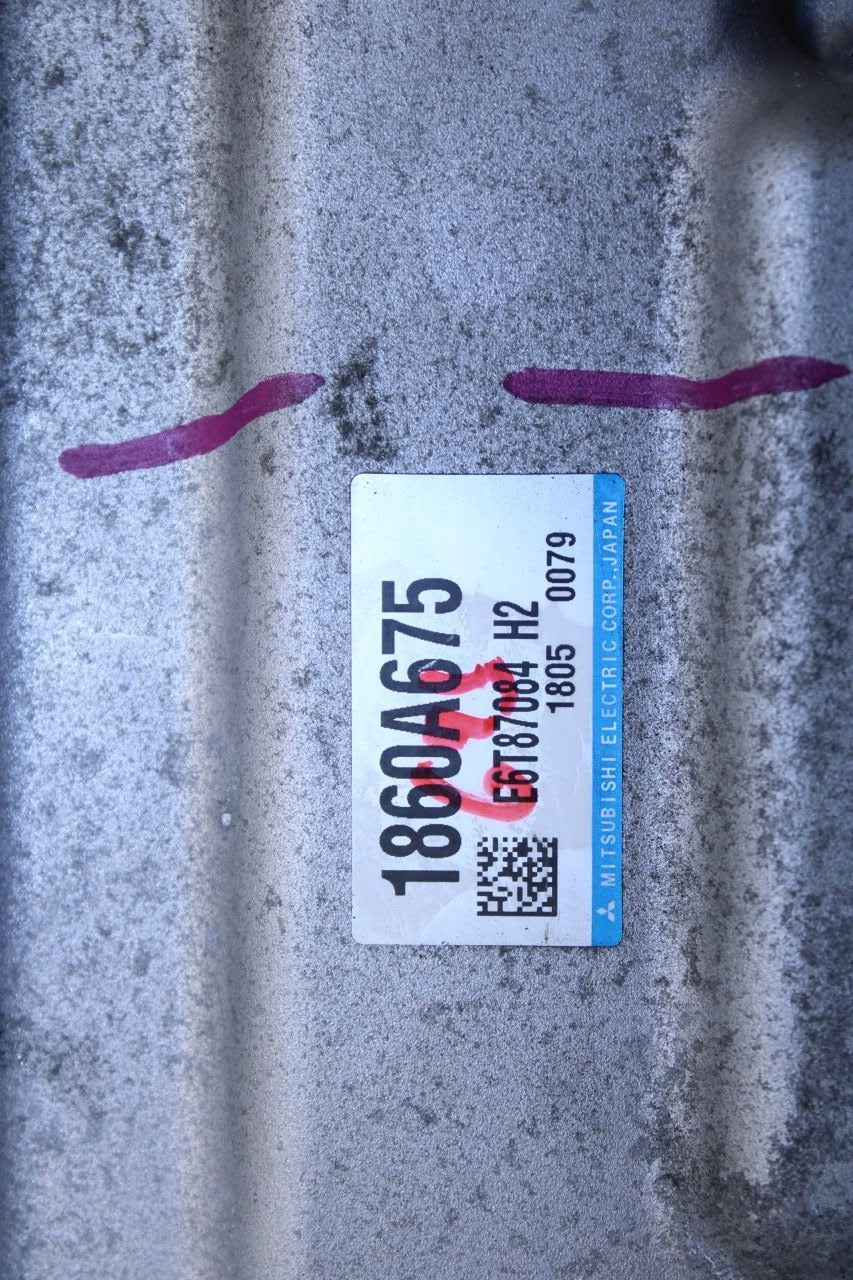 1860A675
E6T87084 H2
1805 0079
MITSUBISHI ELECTRIC CORP., JAPAN